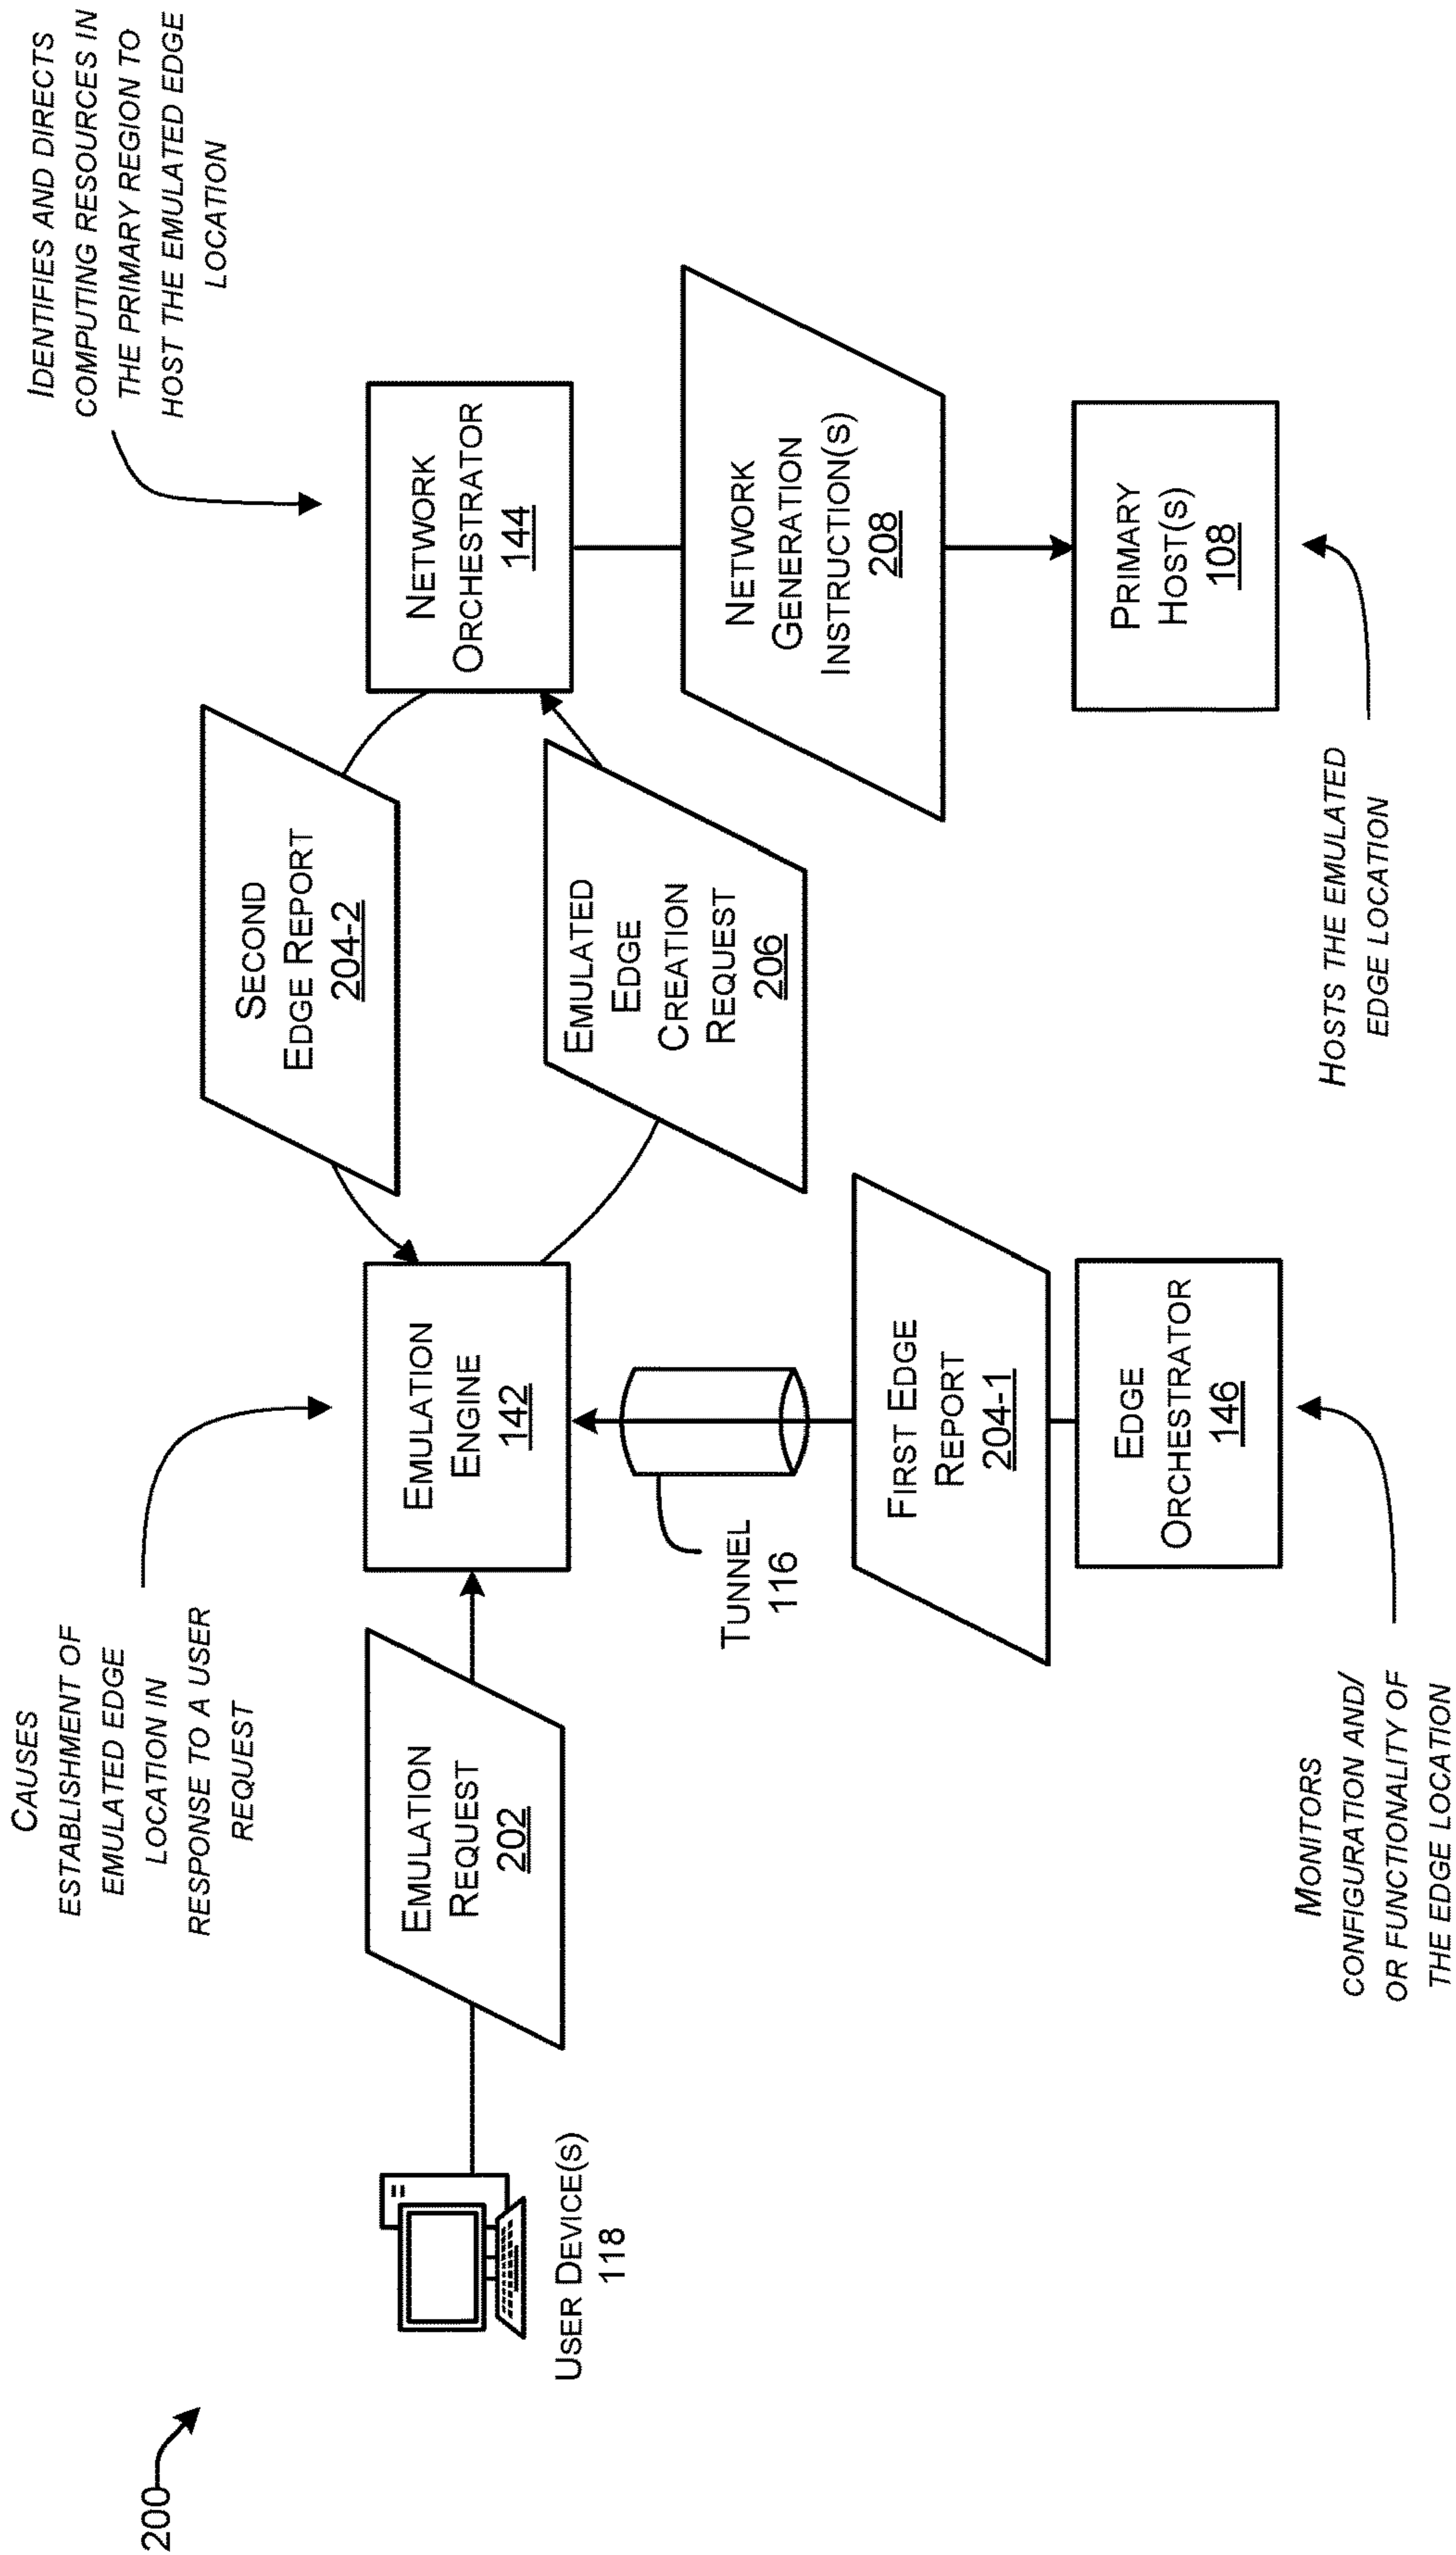 200
CAUSES
ESTABLISHMENT OF
EMULATED EDGE
LOCATION IN
RESPONSE TO A USER
REQUEST
IDENTIFIES AND DIRECTS
COMPUTING RESOURCES IN
THE PRIMARY REGION TO
HOST THE EMULATED EDGE
LOCATION
USER DEVICE(S)
118
EMULATION
REQUEST
202
EMULATION
ENGINE
142
SECOND
EDGE REPORT
204-2
EMULATED
EDGE
CREATION
REQUEST
206
NETWORK
ORCHESTRATOR
144
TUNNEL
116
FIRST EDGE
REPORT
204-1
NETWORK
GENERATION
INSTRUCTION(S)
208
EDGE
ORCHESTRATOR
146
PRIMARY
HOST(S)
108
MONITORS
CONFIGURATION AND/
OR FUNCTIONALITY OF
THE EDGE LOCATION
HOSTS THE EMULATED
EDGE LOCATION